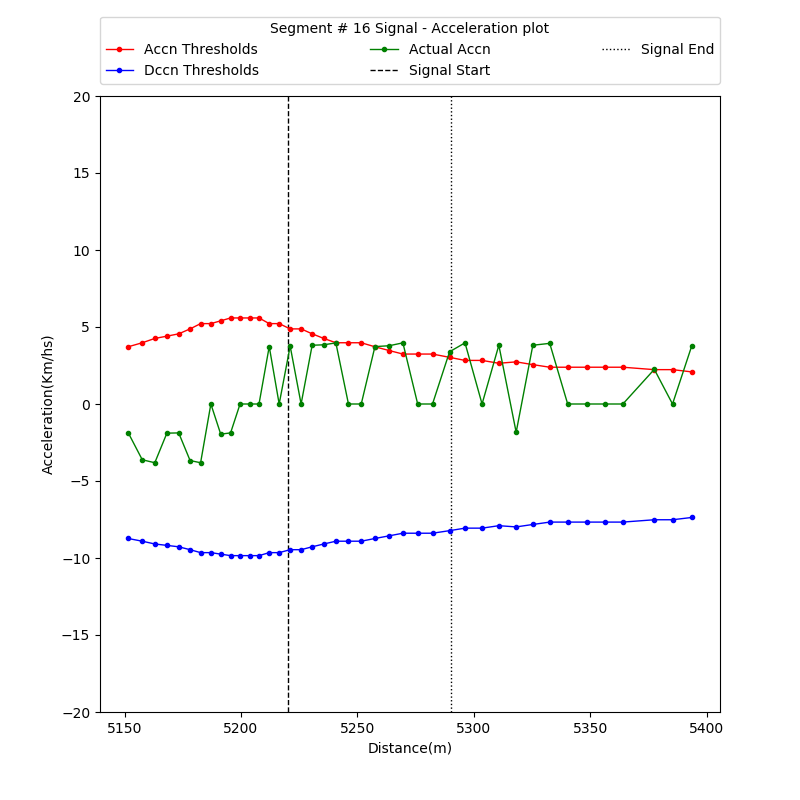 Segment # 16 Signal - Acceleration plot
Accn Thresholds
Dccn Thresholds
Actual Accn
Signal Start
Signal End
Acceleration(Km/hs)
20
15
10
5
0
−5
−10
−15
−20
5150 5200 5250 5300 5350 5400
Distance(m)